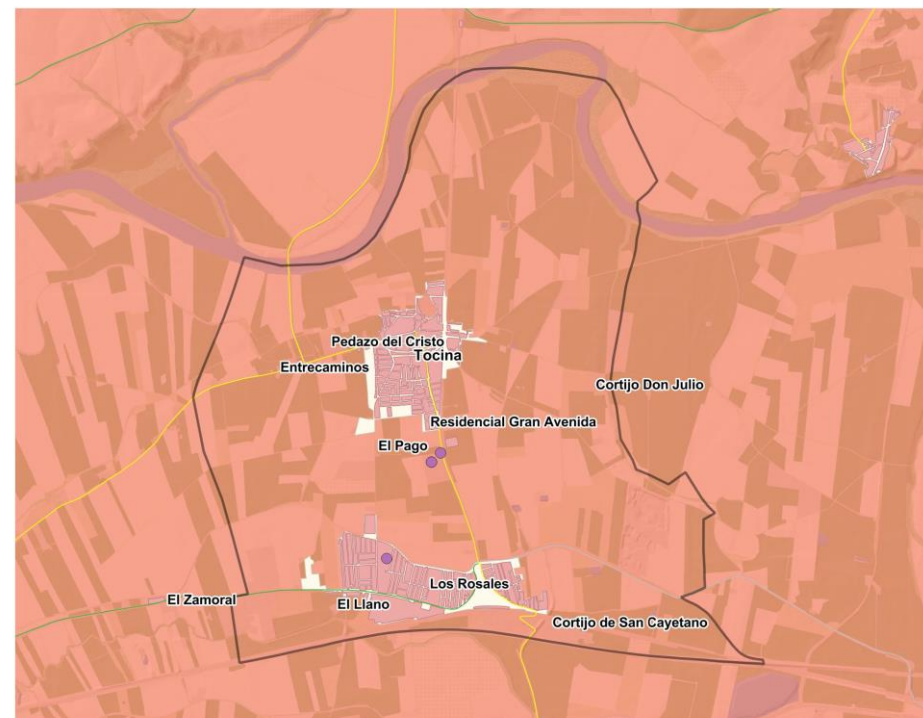 Pedazo del Cristo
Tocina
Entrecaminos
Cortijo Don Julio
Residencial Gran Avenida
El Pago
Los Rosales
El Zamoral
El Llano
Cortijo de San Cayetano